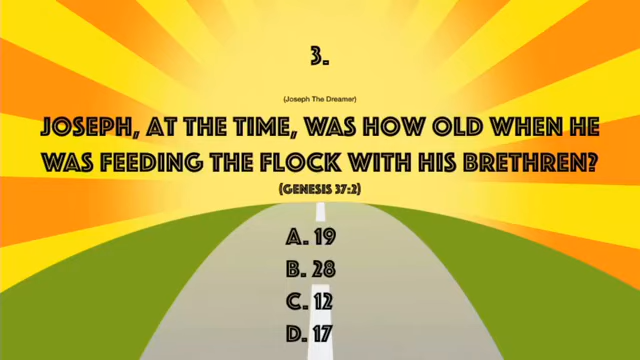 3.
(Joseph The Dreamer)
JOSEPH, AT THE TIME, WAS HOW OLD WHEN HE
WAS FEEDING THE FLOCK WITH HIS BRETHREN?
(GENESIS 37:2)
A. 19
B. 28
C. 12
D. 17